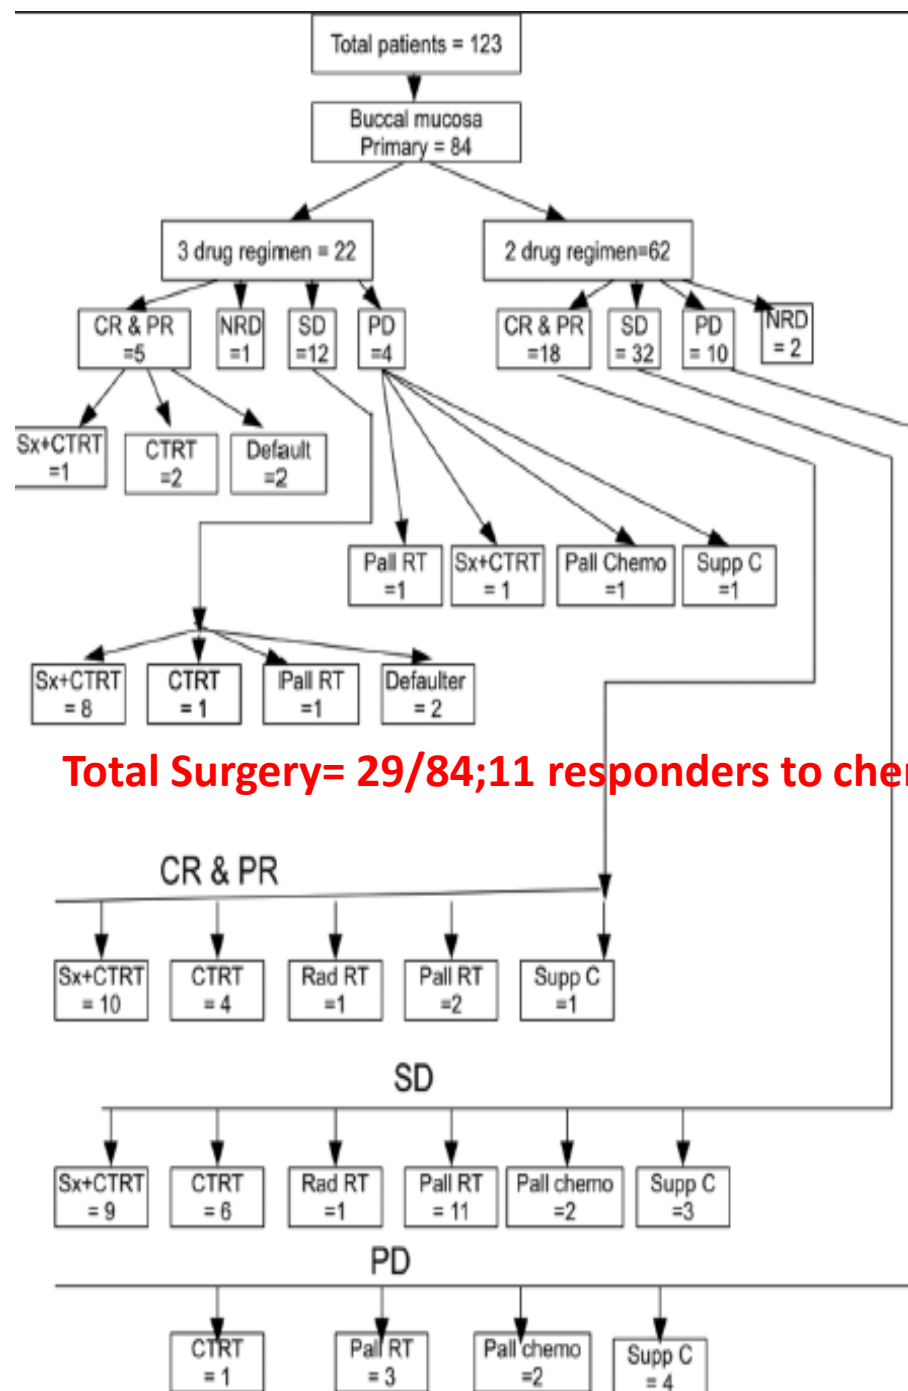 Total patients = 123
Buccal mucosa
Primary = 84
3 drug regimen = 22
2 drug regimen=62
CR & PR
=5
NRD
=1
SD
=12
PD
=4
CR & PR
=18
SD
= 32
PD
= 10
NRD
= 2
Sx+CTRT
=1
CTRT
=2
Default
=2
Pall RT
=1
Sx+CTRT
= 1
Pall Chemo
=1
Supp C
=1
Sx+CTRT
= 8
CTRT
= 1
Pall RT
=1
Defaulter
= 2
Total Surgery= 29/84;11 responders to
CR & PR
Sx+CTRT
= 10
CTRT
= 4
Rad RT
=1
Pall RT
=2
Supp C
=1
SD
Sx+CTRT
= 9
CTRT
= 6
Rad RT
=1
Pall RT
= 11
Pall chemo
=2
Supp C
=3
PD
CTRT
= 1
Pall RT
= 3
Pall chemo
=2
Supp C
= 4